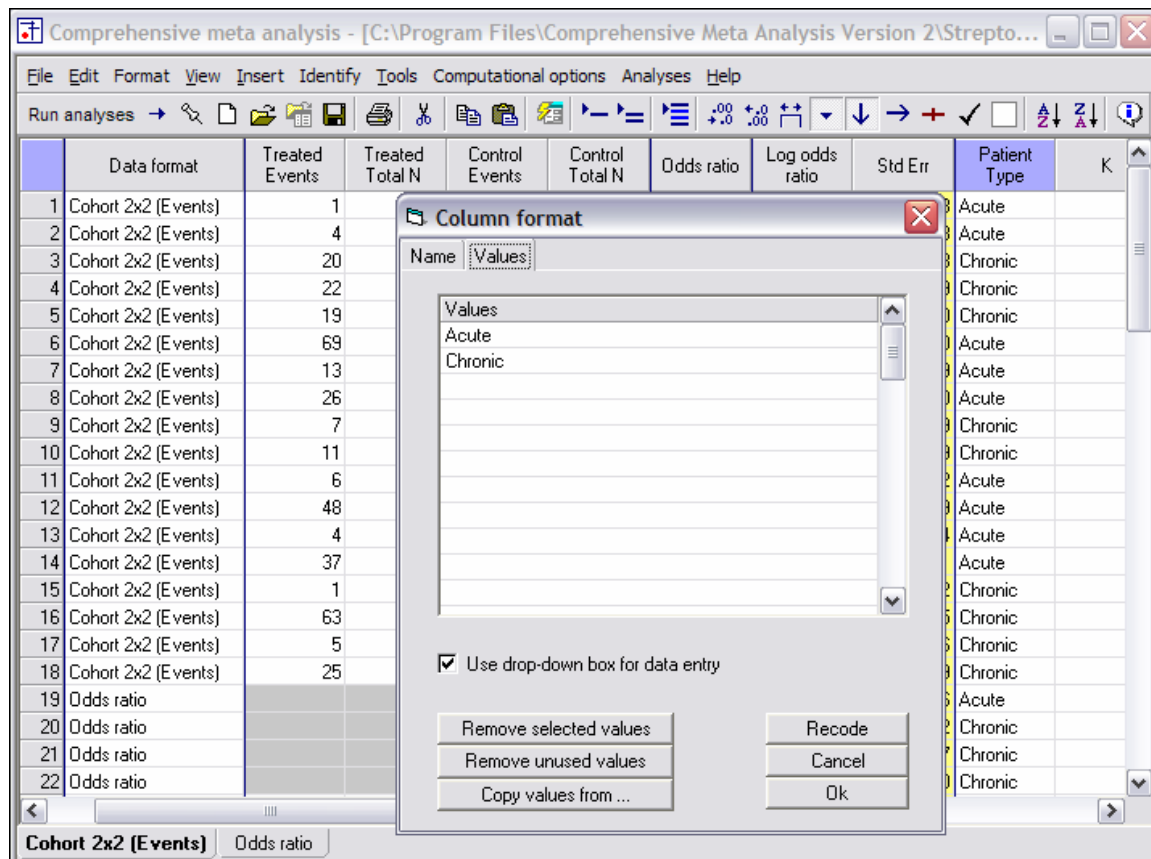 Comprehensive meta analysis - [C:\Program Files\Comprehensive Meta Analysis Version 2\Strepto...
File Edit Format View Insert Identify Tools Computational options Analyses Help
Run analyses
Data format Treated Events Treated Total N Control Events Control Total N Odds ratio Log odds ratio Std Err Patient Type K
1 Cohort 2x2 (Events) 1 3 Acute
2 Cohort 2x2 (Events) 4 3 Acute
3 Cohort 2x2 (Events) 20 3 Chronic
4 Cohort 2x2 (Events) 22 Chronic
5 Cohort 2x2 (Events) 19 Chronic
6 Cohort 2x2 (Events) 69 Acute
7 Cohort 2x2 (Events) 13 Acute
8 Cohort 2x2 (Events) 26 Acute
9 Cohort 2x2 (Events) 7 Chronic
10 Cohort 2x2 (Events) 11 Chronic
11 Cohort 2x2 (Events) 6 Acute
12 Cohort 2x2 (Events) 48 Acute
13 Cohort 2x2 (Events) 4 Acute
14 Cohort 2x2 (Events) 37 Acute
15 Cohort 2x2 (Events) 1 Chronic
16 Cohort 2x2 (Events) 63 Chronic
17 Cohort 2x2 (Events) 5 Chronic
18 Cohort 2x2 (Events) 25 Chronic
19 Odds ratio Acute
20 Odds ratio Chronic
21 Odds ratio Chronic
22 Odds ratio Chronic
Column format
Name Values
Values
Acute
Chronic
Use drop-down box for data entry
Remove selected values Recode
Remove unused values Cancel
Copy values from ... Ok
Cohort 2x2 (Events) Odds ratio